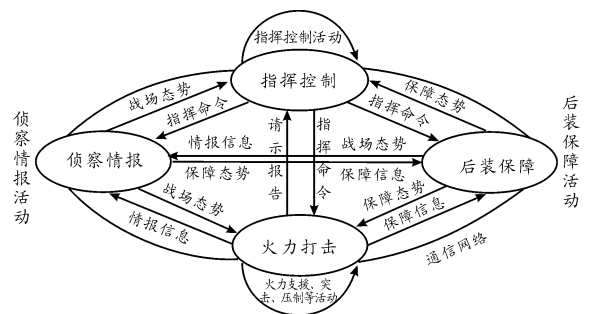 指挥控制活动
指挥控制
战场态势
指挥命令
保障态势
指挥命令
请示报告
指挥命令
侦察情报活动
侦察情报
情报信息
战场态势
保障态势
保障信息
后装保障
后装保障活动
战场态势
情报信息
保障态势
保障信息
火力打击
通信网络
火力支援、突
击、压制等活动